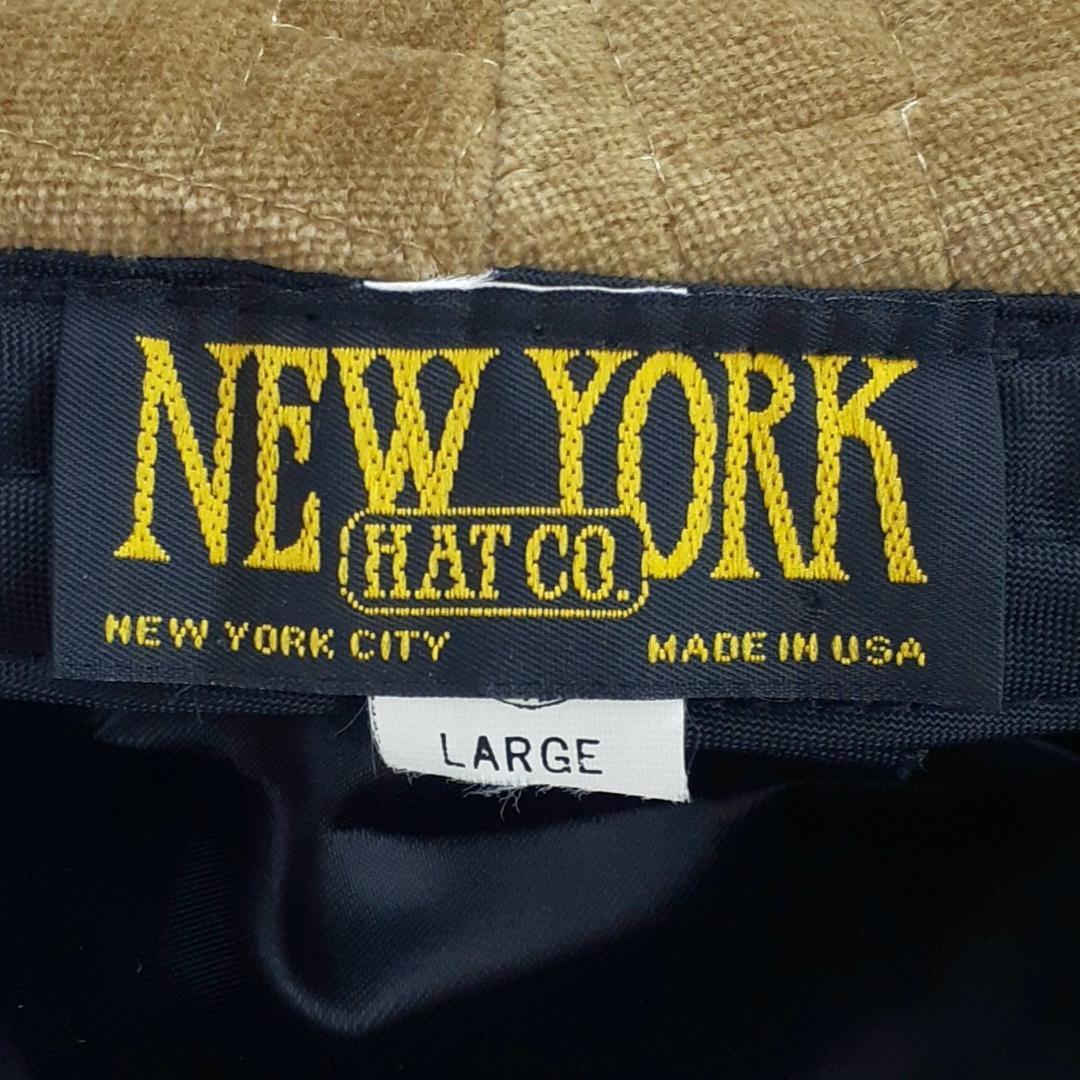 NEW YORK
HAT CO.
NEW YORK CITY MADE IN USA
LARGE